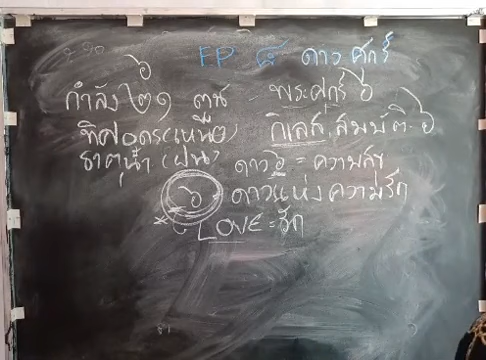 EP ๕ ดาวศุกร์
๖
กำลัง ๒๑ ตน พระศุกร์ ๖
ทิศอุดร(เหนือ) กิเลส, สมบัติ-๖
ธาตุน้ำ(ฝน) ดาว๖ = ความสุข
๖ ดาวแห่งความรัก
LOVE=รัก